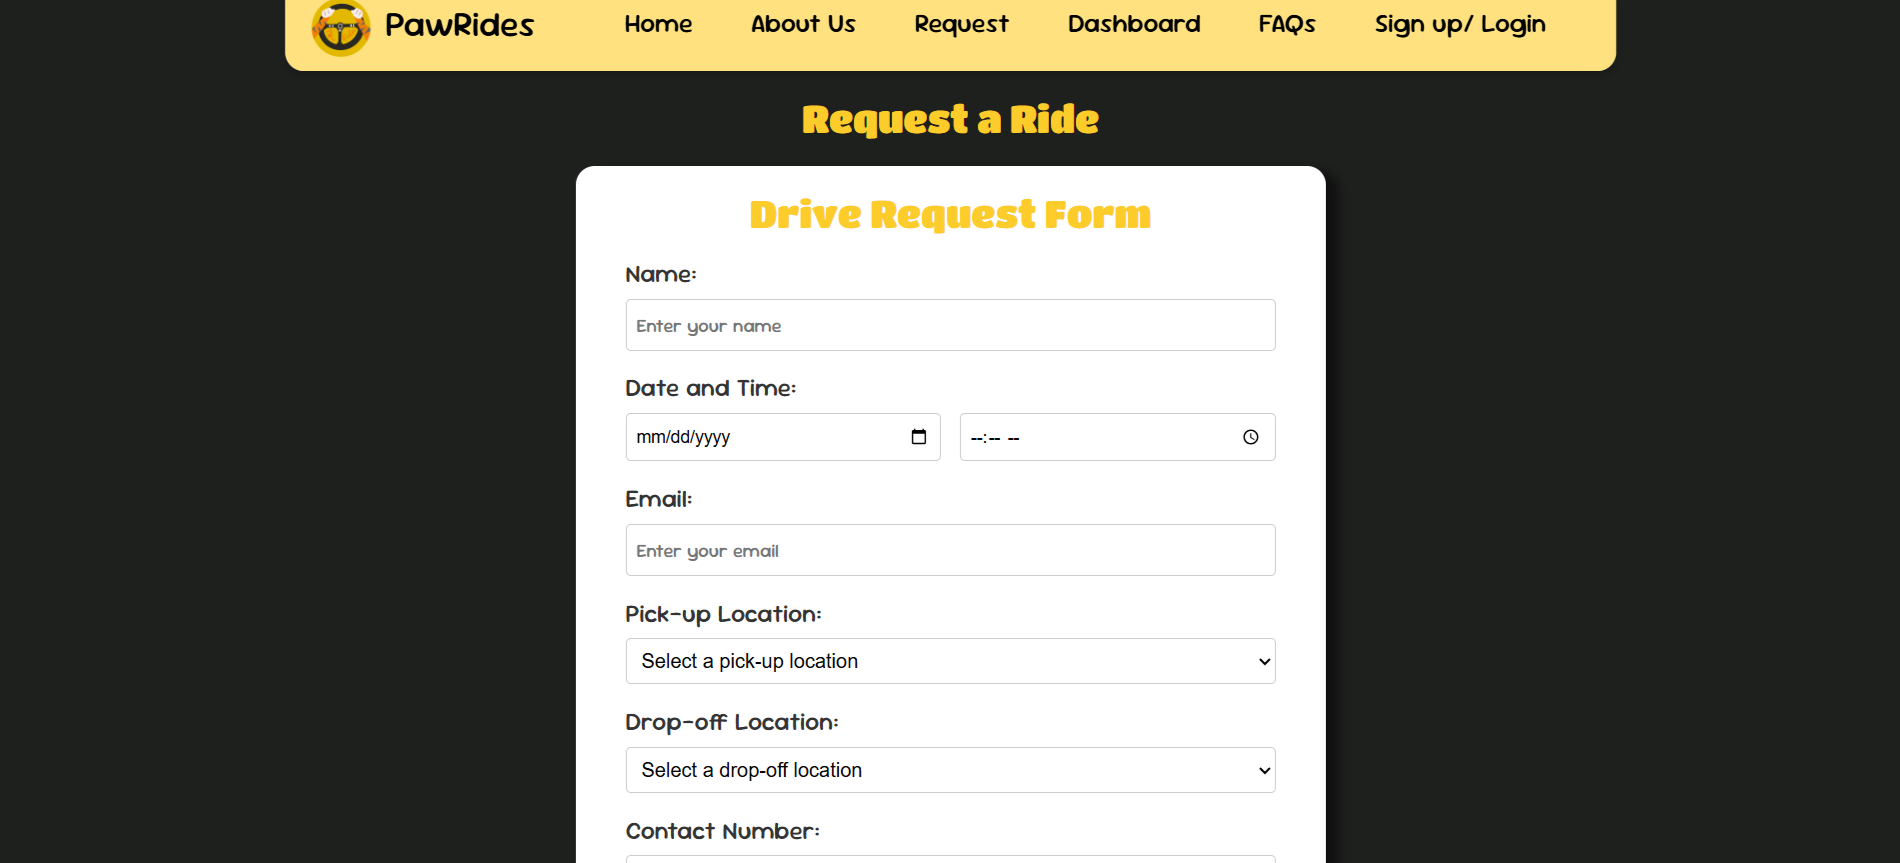 PawRides Home About Us Request Dashboard FAQs Sign up/ Login
Request a Ride
Drive Request Form
Name:
Enter your name
Date and Time:
mm/dd/yyyy --:-- --
Email:
Enter your email
Pick-up Location:
Select a pick-up location
Drop-off Location:
Select a drop-off location
Contact Number: